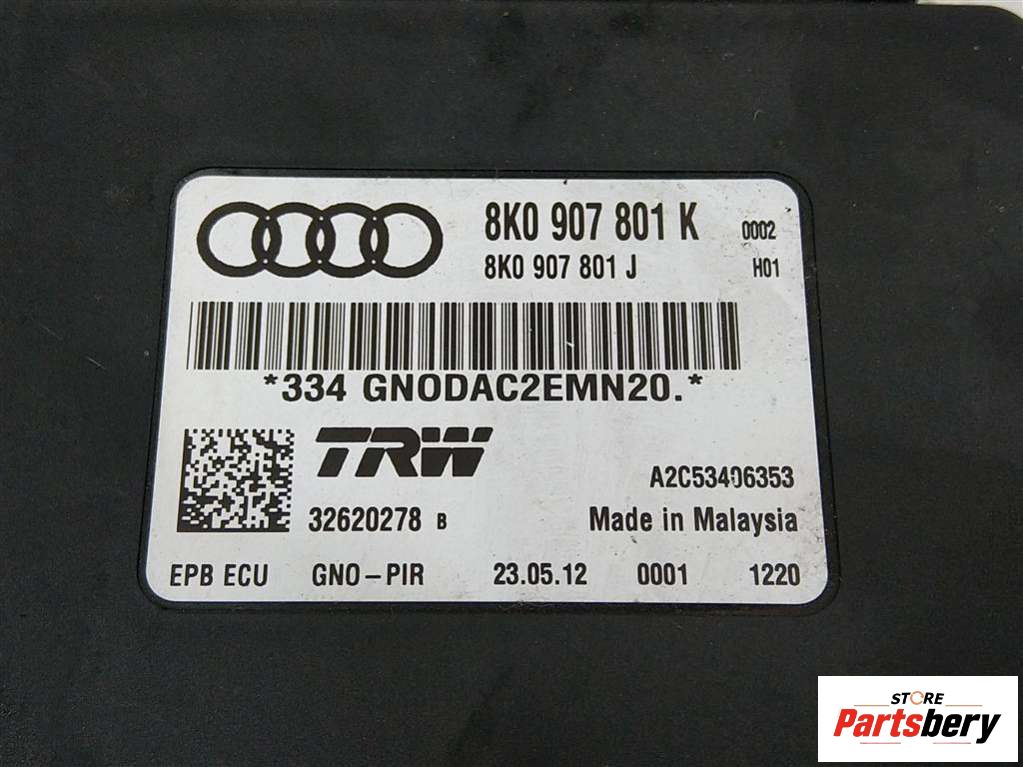 8K0 907 801 K 0002
8K0 907 801 J H01
*334 GNODAC2EMN20.*
TRW
A2C53406353
32620278 B Made in Malaysia
EPB ECU GNO-PIR 23.05.12 0001 1220
STORE
Partsbery